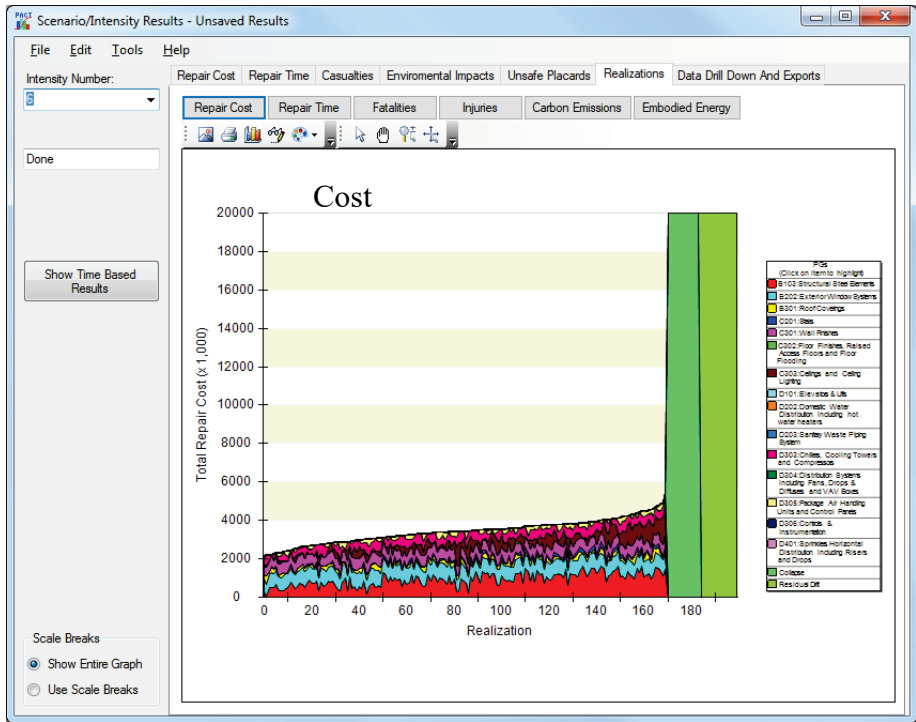 PACT
Scenario/Intensity Results - Unsaved Results
File Edit Tools Help
Intensity Number:
6
Done
Show Time Based
Results
Scale Breaks
Show Entire Graph
Use Scale Breaks
Repair Cost Repair Time Casualties Enviromental Impacts Unsafe Placards Realizations Data Drill Down And Exports
Repair Cost Repair Time Fatalities Injuries Carbon Emissions Embodied Energy
Cost
Total Repair Cost (x 1,000)
20000
18000
16000
14000
12000
10000
8000
6000
4000
2000
0
0 20 40 60 80 100 120 140 160 180
Realization
PGs
(Click on item to highlight)
B103:Structural Steel Elements
B202:Exterior Window Systems
B301:Roof Coverings
C201:Stairs
C301:Wall Finishes
C302:Floor Finishes, Raised
Access Floors and Floor
Flooding
C303:Ceilings and Ceiling
Lighting
D101:Elevators & Lifts
D202:Domestic Water
Distribution including hot
water heaters
D203:Sanitary Waste Piping
System
D303:Chillers, Cooling Towers
and Compressors
D304:Distribution Systems
including Fans, Drops &
Diffusers and VAV Boxes
D305:Package Air Handling
Units and Control Panels
D306:Controls &
Instrumentation
D401:Sprinklers Horizontal
Distribution including Risers
and Drops
Collapse
Residual Drift